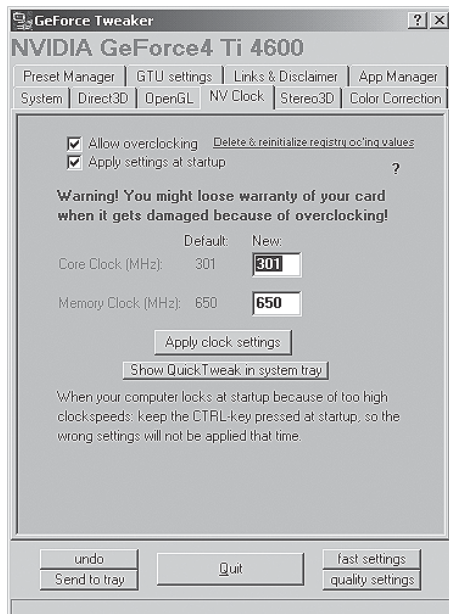 GeForce Tweaker
NVIDIA GeForce4 Ti 4600
Preset Manager GTU settings Links & Disclaimer App Manager
System Direct3D OpenGL NV Clock Stereo3D Color Correction
Allow overclocking Delete & reinitialize registry oc'ing values
Apply settings at startup ?
Warning! You might loose warranty of your card
when it gets damaged because of overclocking!
Default: New:
Core Clock (MHz): 301 301
Memory Clock (MHz): 650 650
Apply clock settings
Show QuickTweak in system tray
When your computer locks at startup because of too high
clockspeeds: keep the CTRL-key pressed at startup, so the
wrong settings will not be applied that time.
undo Quit fast settings
Send to tray quality settings